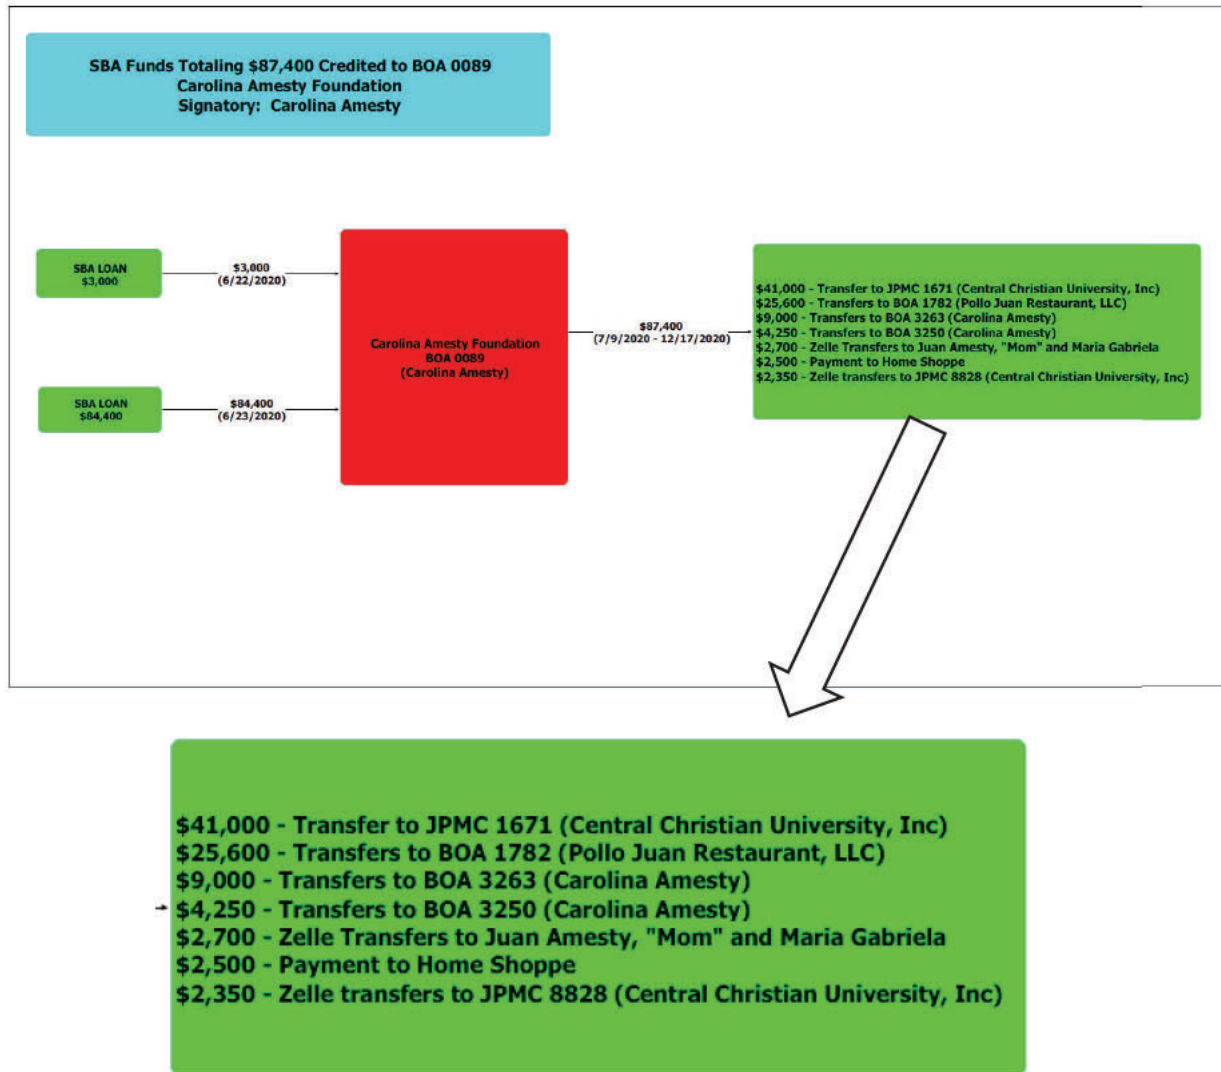 SBA Funds Totaling $87,400 Credited to BOA 0089
Carolina Amesty Foundation
Signatory: Carolina Amesty
SBA LOAN
$3,000
$3,000
(6/22/2020)
SBA LOAN
$84,400
$84,400
(6/23/2020)
Carolina Amesty Foundation
BOA 0089
(Carolina Amesty)
$87,400
(7/9/2020 - 12/17/2020)
$41,000 - Transfer to JPMC 1671 (Central Christian University, Inc)
$25,600 - Transfers to BOA 1782 (Pollo Juan Restaurant, LLC)
$9,000 - Transfers to BOA 3263 (Carolina Amesty)
$4,250 - Transfers to BOA 3250 (Carolina Amesty)
$2,700 - Zelle Transfers to Juan Amesty, "Mom" and Maria Gabriela
$2,500 - Payment to Home Shoppe
$2,350 - Zelle transfers to JPMC 8828 (Central Christian University, Inc)
$41,000 - Transfer to JPMC 1671 (Central Christian University, Inc)
$25,600 - Transfers to BOA 1782 (Pollo Juan Restaurant, LLC)
$9,000 - Transfers to BOA 3263 (Carolina Amesty)
$4,250 - Transfers to BOA 3250 (Carolina Amesty)
$2,700 - Zelle Transfers to Juan Amesty, "Mom" and Maria Gabriela
$2,500 - Payment to Home Shoppe
$2,350 - Zelle transfers to JPMC 8828 (Central Christian University, Inc)